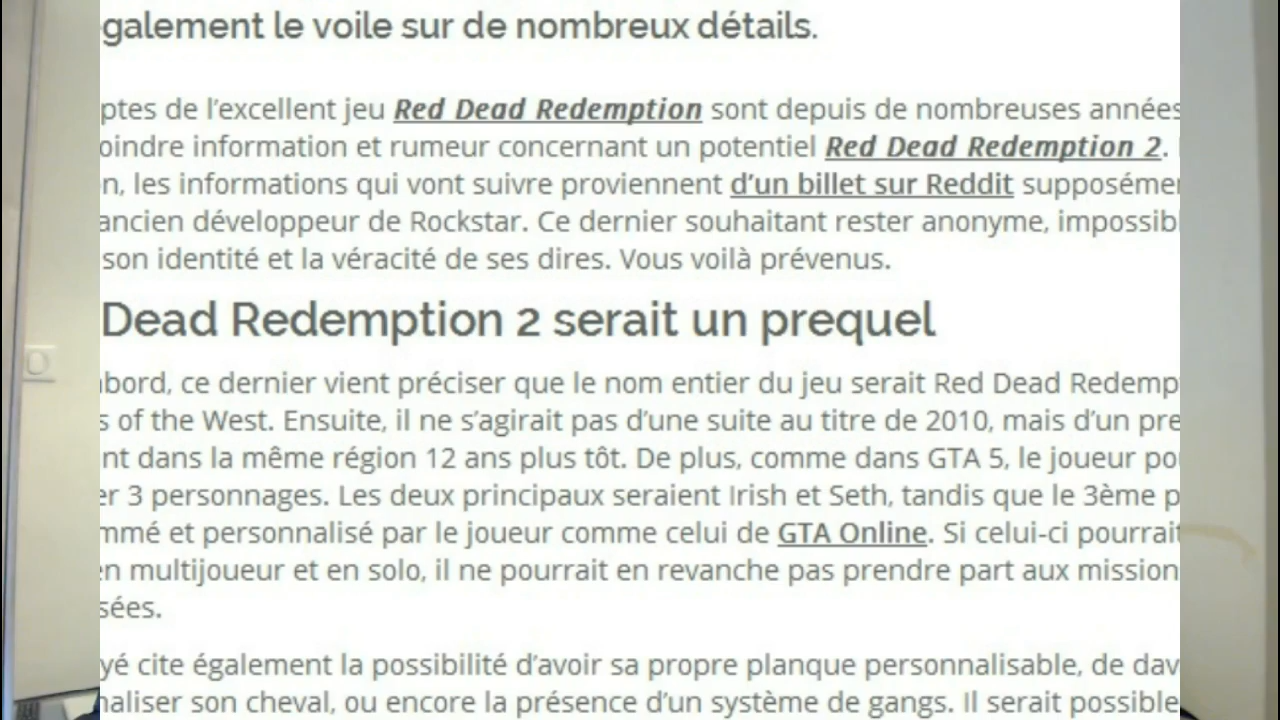 également le voile sur de nombreux détails.
ptes de l'excellent jeu Red Dead Redemption sont depuis de nombreuses années
oindre information et rumeur concernant un potentiel Red Dead Redemption 2.
n, les informations qui vont suivre proviennent d'un billet sur Reddit supposémen
ancien développeur de Rockstar. Ce dernier souhaitant rester anonyme, impossib
son identité et la véracité de ses dires. Vous voilà prévenus.
Dead Redemption 2 serait un prequel
abord, ce dernier vient préciser que le nom entier du jeu serait Red Dead Redemp
s of the West. Ensuite, il ne s'agirait pas d'une suite au titre de 2010, mais d'un pre
nt dans la même région 12 ans plus tôt. De plus, comme dans GTA 5, le joueur po
er 3 personnages. Les deux principaux seraient Irish et Seth, tandis que le 3ème p
mmé et personnalisé par le joueur comme celui de GTA Online. Si celui-ci pourrait
en multijoueur et en solo, il ne pourrait en revanche pas prendre part aux mission
sées.
yé cite également la possibilité d'avoir sa propre planque personnalisable, de dav
naliser son cheval, ou encore la présence d'un système de gangs. Il serait possible